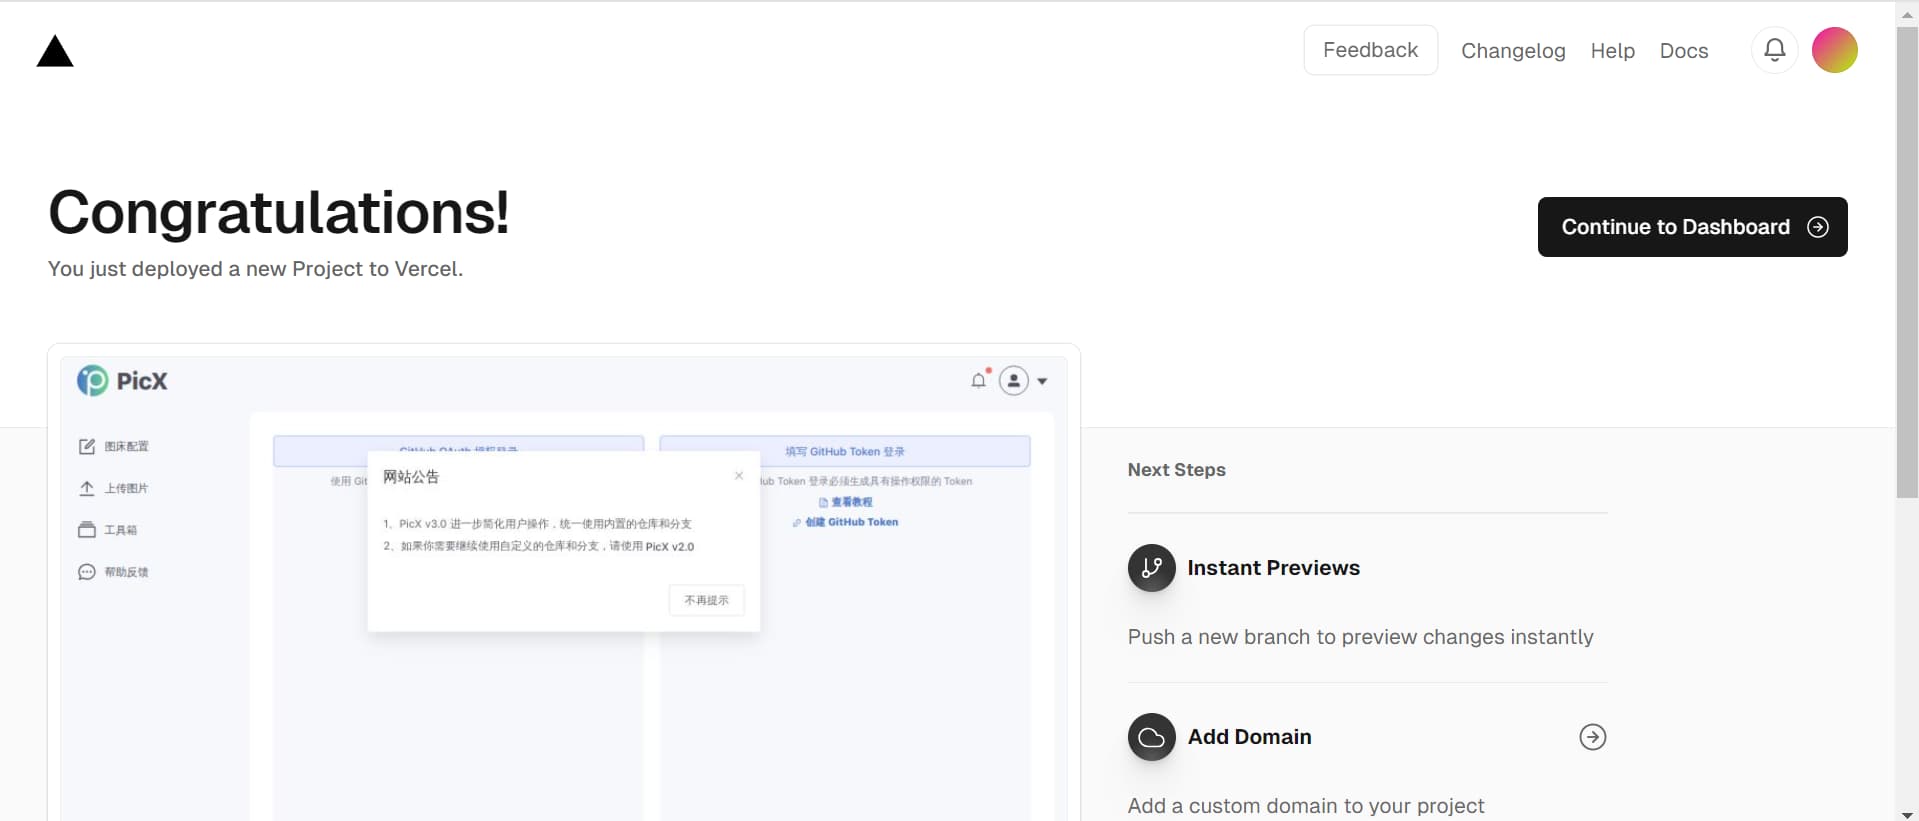 Feedback
Changelog
Help
Docs
Congratulations!
You just deployed a new Project to Vercel.
Continue to Dashboard
PicX
图床配置
上传图片
工具箱
帮助反馈
GitHub OAuth 授权登录
填写 GitHub Token 登录
使用 Git
Token 登录必须生成具有操作权限的 Token
查看教程
创建 GitHub Token
网站公告
1、PicX v3.0 进一步简化用户操作，统一使用内置的仓库和分支
2、如果你需要继续使用自定义的仓库和分支，请使用 PicX v2.0
不再提示
Next Steps
Instant Previews
Push a new branch to preview changes instantly
Add Domain
Add a custom domain to your project